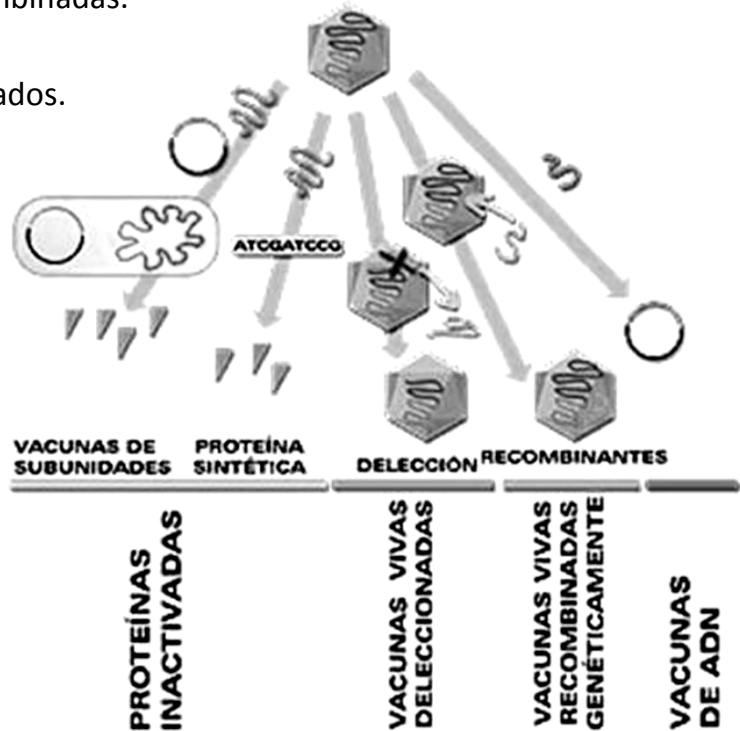 ados.
ATCGATCCG
VACUNAS DE
SUBUNIDADES
PROTEÍNA
SINTÉTICA
DELECCIÓN
RECOMBINANTES
PROTEÍNAS
INACTIVADAS
VACUNAS VIVAS
DELECCIONADAS
VACUNAS VIVAS
RECOMBINADAS
GENÉTICAMENTE
VACUNAS
DE ADN